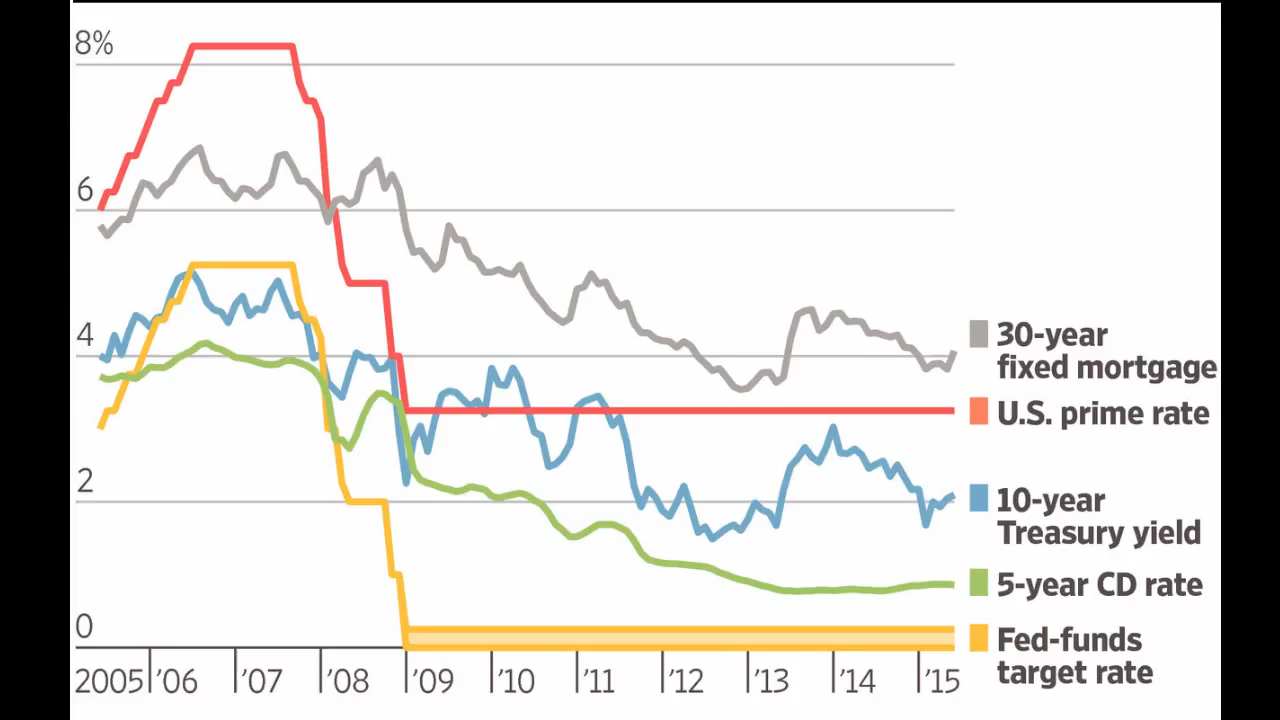 8%
6
4
2
0
2005 '06 '07 '08 '09 '10 '11 '12 '13 '14 '15
30-year
fixed mortgage
U.S. prime rate
10-year
Treasury yield
5-year CD rate
Fed-funds
target rate